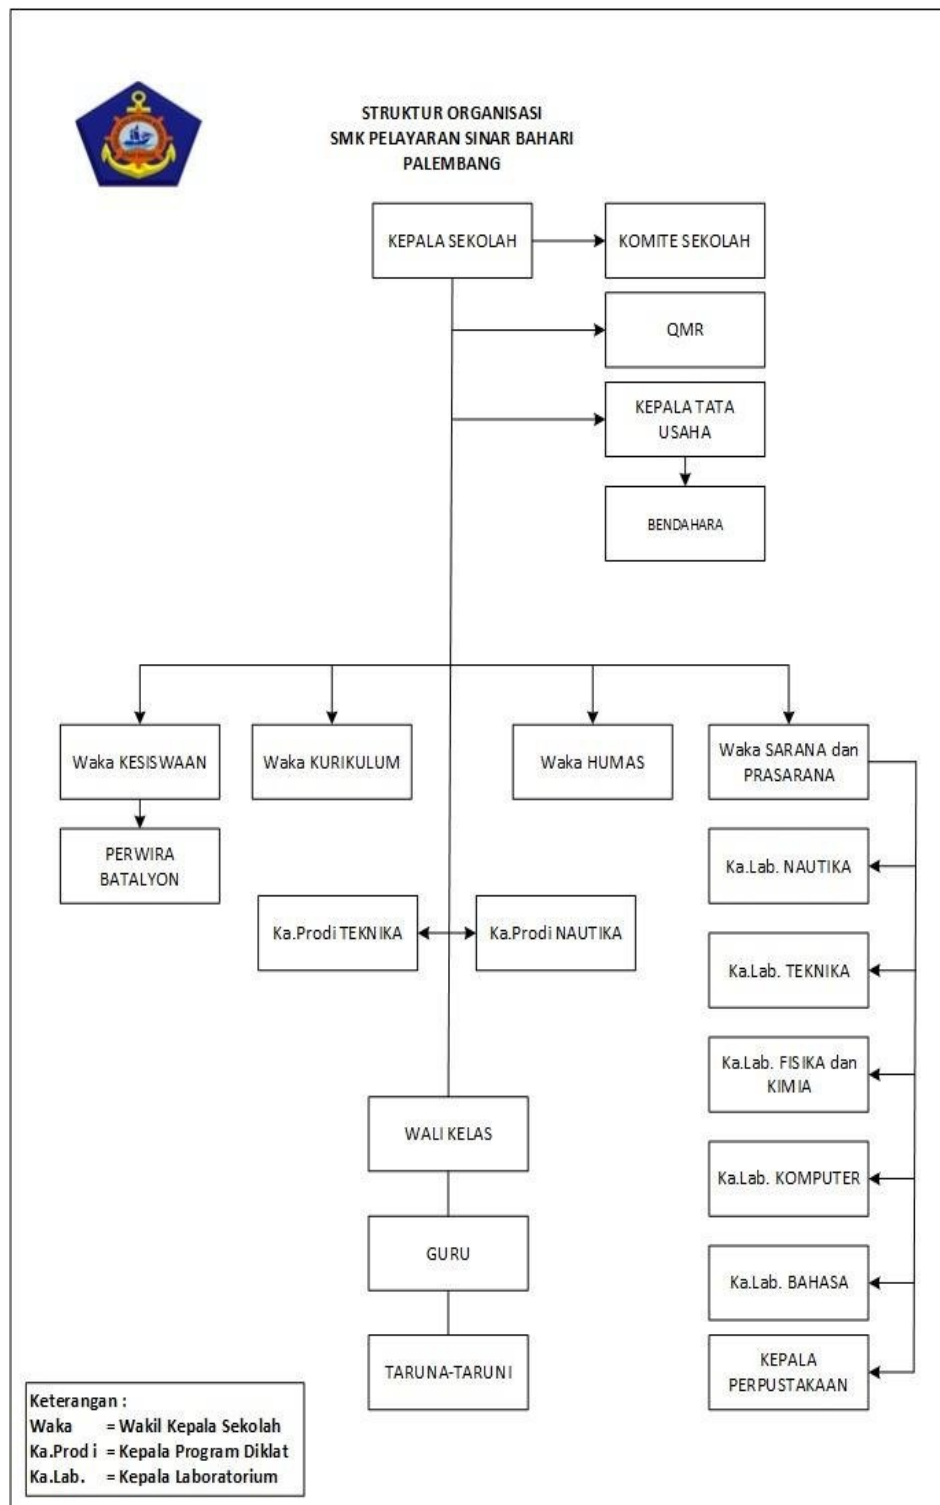 STRUKTUR ORGANISASI
SMK PELAYARAN SINAR BAHARI
PALEMBANG
KEPALA SEKOLAH
KOMITE SEKOLAH
QMR
KEPALA TATA
USAHA
BENDAHARA
Waka KESISWAAN
Waka KURIKULUM
Waka HUMAS
Waka SARANA dan
PRASARANA
PERWIRA
BATALYON
Ka.Lab. NAUTIKA
Ka.Prodi TEKNIKA
Ka.Prodi NAUTIKA
Ka.Lab. TEKNIKA
Ka.Lab. FISIKA dan
KIMIA
WALI KELAS
Ka.Lab. KOMPUTER
GURU
Ka.Lab. BAHASA
TARUNA-TARUNI
KEPALA
PERPUSTAKAAN
Keterangan :
Waka = Wakil Kepala Sekolah
Ka.Prod i = Kepala Program Diklat
Ka.Lab. = Kepala Laboratorium